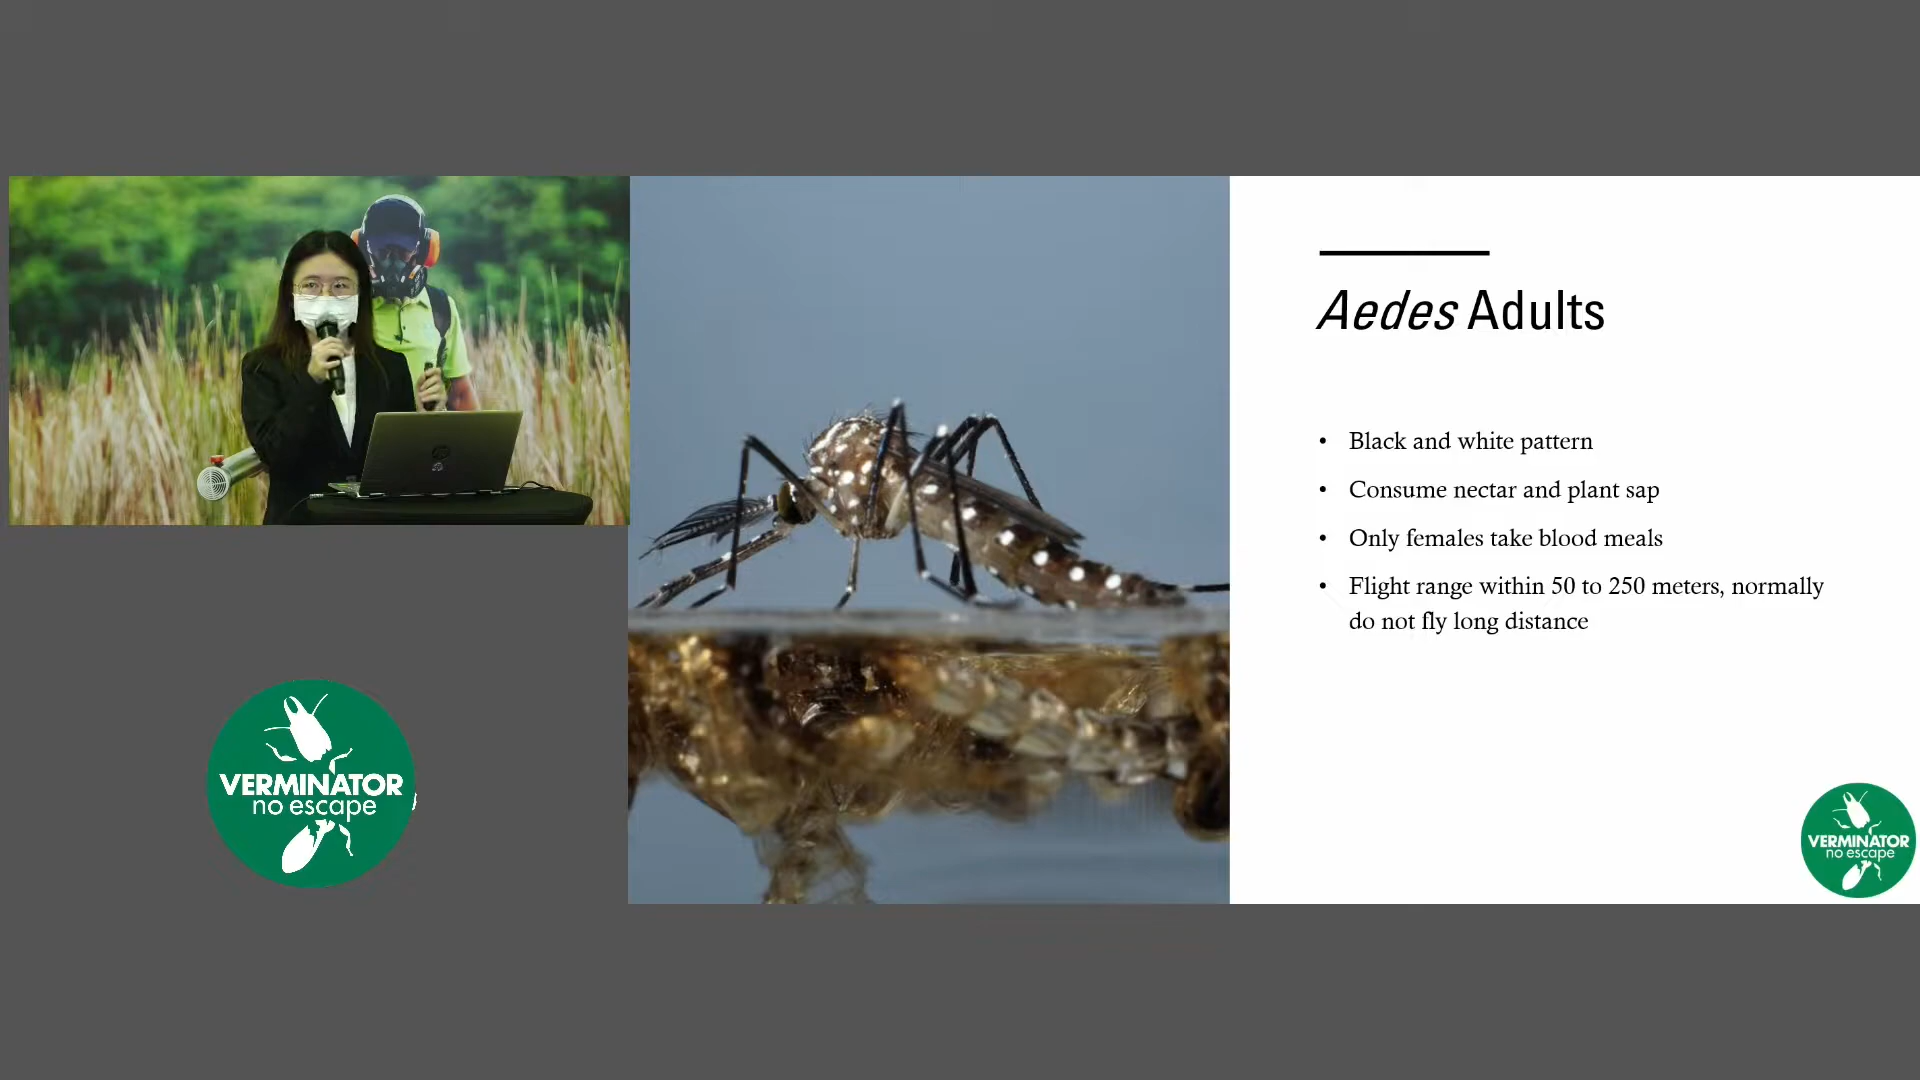 Aedes Adults
• Black and white pattern
• Consume nectar and plant sap
• Only females take blood meals
• Flight range within 50 to 250 meters, normally
do not fly long distance
VERMINATOR
no escape
VERMINATOR
no escape